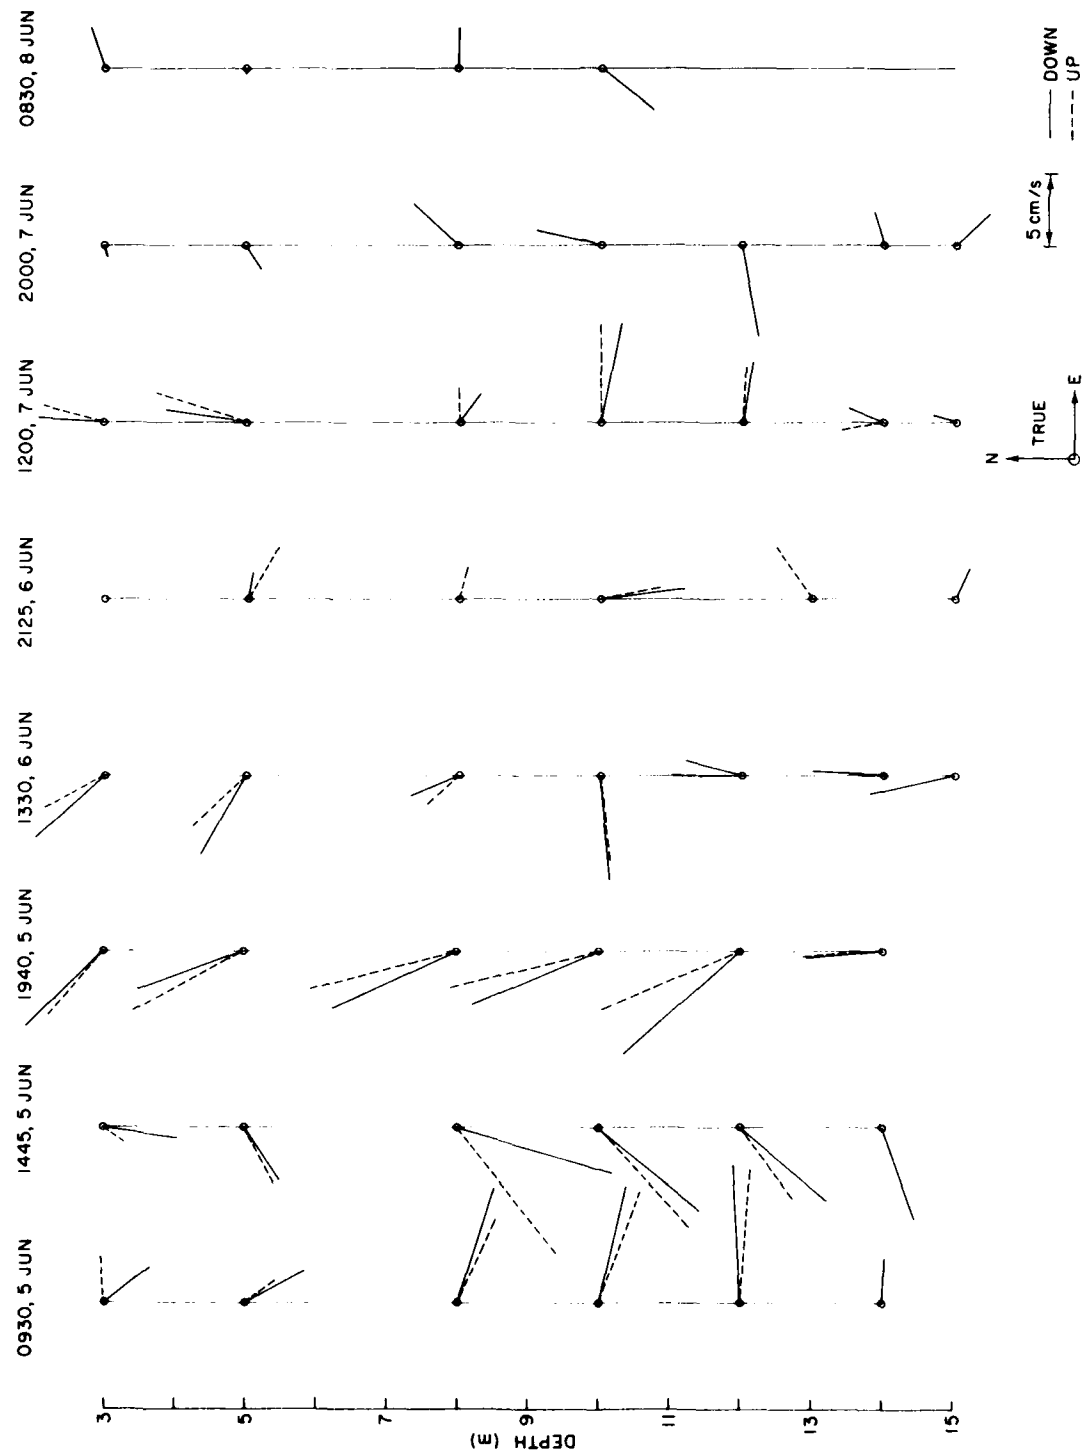 0930, 5 JUN
1445, 5 JUN
1940, 5 JUN
1330, 6 JUN
2125, 6 JUN
1200, 7 JUN
2000, 7 JUN
0830, 8 JUN
DEPTH (m)
3
5
7
9
11
13
15
N
TRUE
E
5 cm/s
DOWN
UP